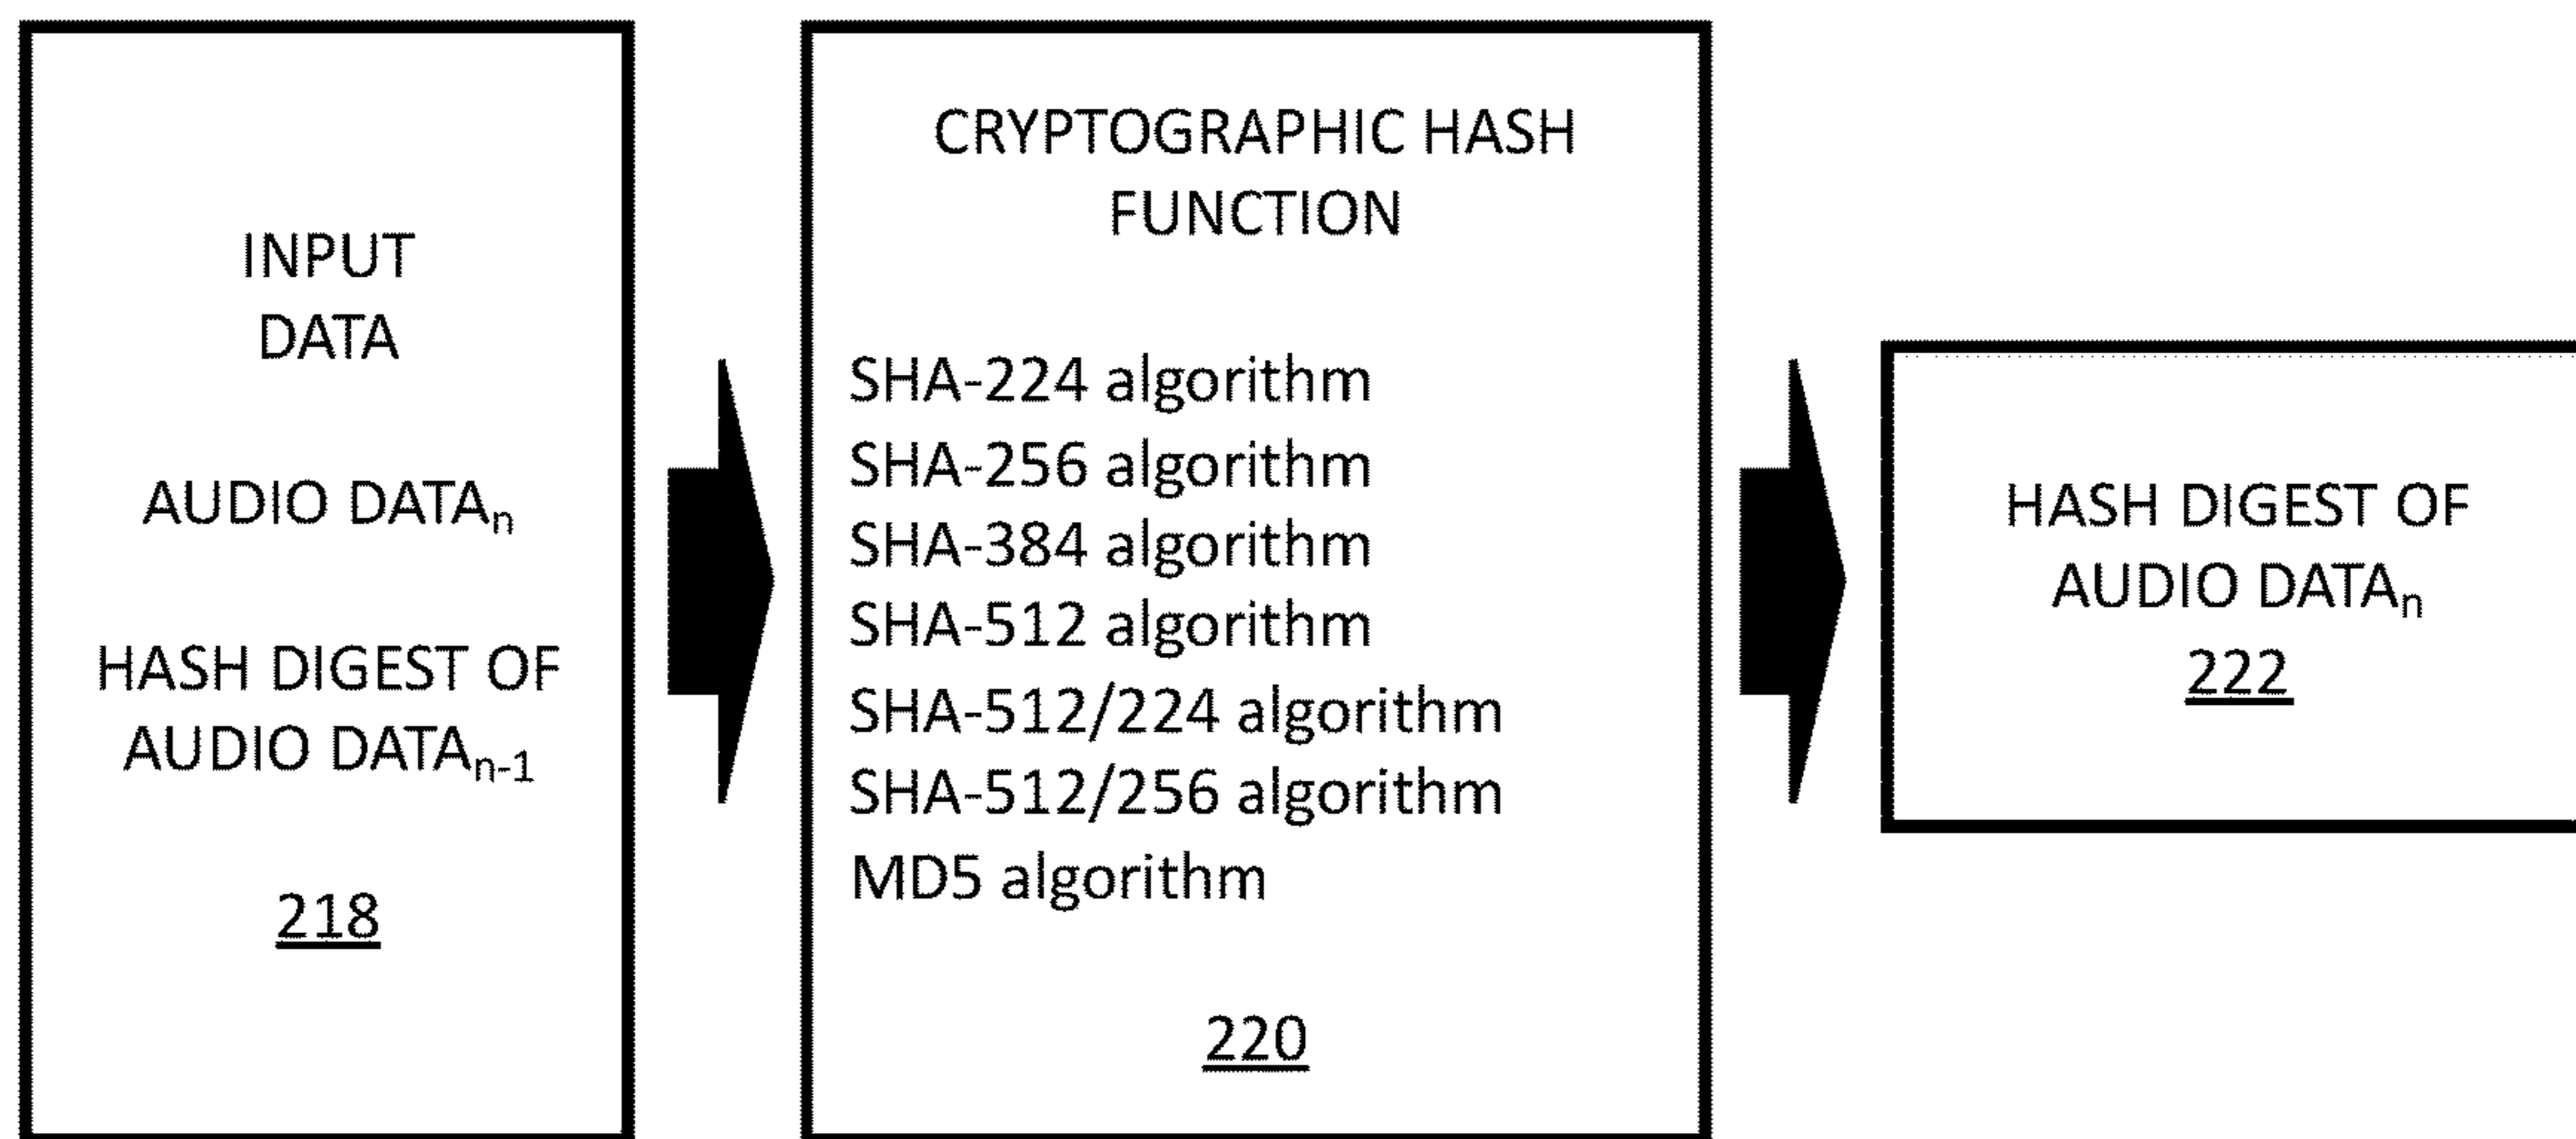 INPUT
DATA
AUDIO DATAₙ
HASH DIGEST OF
AUDIO DATAₙ₋₁
218
CRYPTOGRAPHIC HASH
FUNCTION
SHA-224 algorithm
SHA-256 algorithm
SHA-384 algorithm
SHA-512 algorithm
SHA-512/224 algorithm
SHA-512/256 algorithm
MD5 algorithm
220
HASH DIGEST OF
AUDIO DATAₙ
222